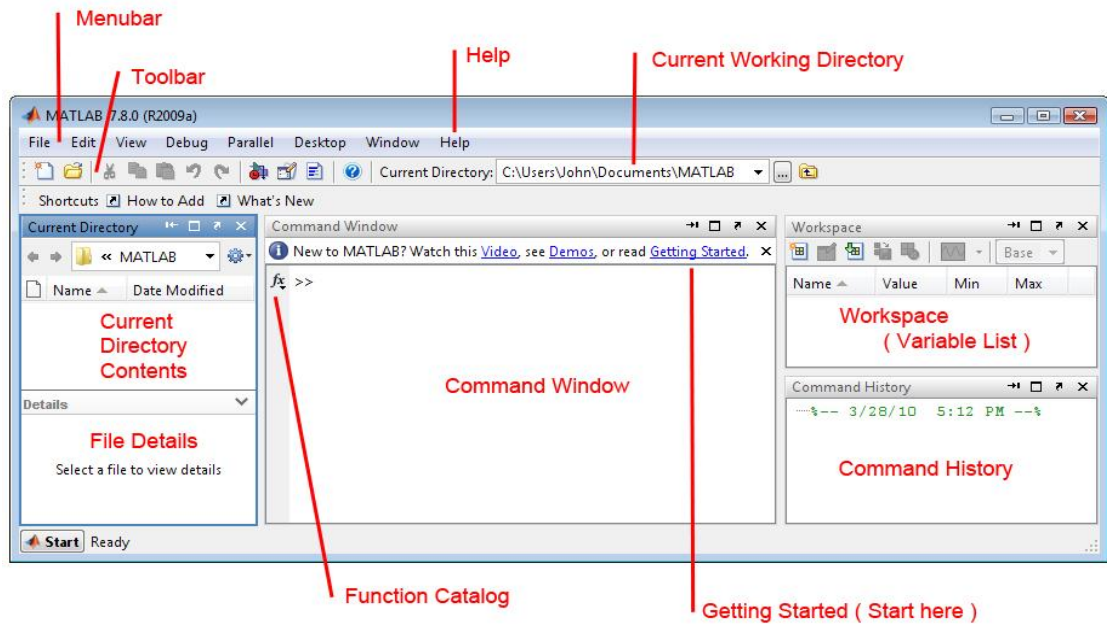 Menubar
Help
Current Working Directory
Toolbar
MATLAB 7.8.0 (R2009a)
File Edit View Debug Parallel Desktop Window Help
Current Directory: C:\Users\John\Documents\MATLAB
Shortcuts How to Add What's New
Current Directory
« MATLAB
Name Date Modified
Current
Directory
Contents
Details
File Details
Select a file to view details
Command Window
New to MATLAB? Watch this Video, see Demos, or read Getting Started.
fx >>
Command Window
Workspace
Base
Name Value Min Max
Workspace
( Variable List )
Command History
%-- 3/28/10 5:12 PM --%
Command History
Start Ready
Function Catalog
Getting Started ( Start here )